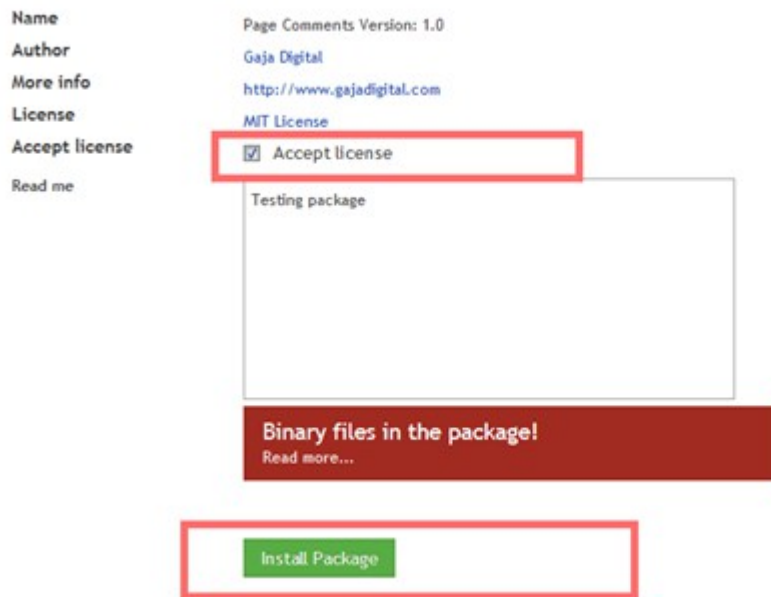 Name Page Comments Version: 1.0
Author Gaja Digital
More info http://www.gajadigital.com
License MIT License
Accept license Accept license
Read me Testing package
Binary files in the package!
Read more...
Install Package